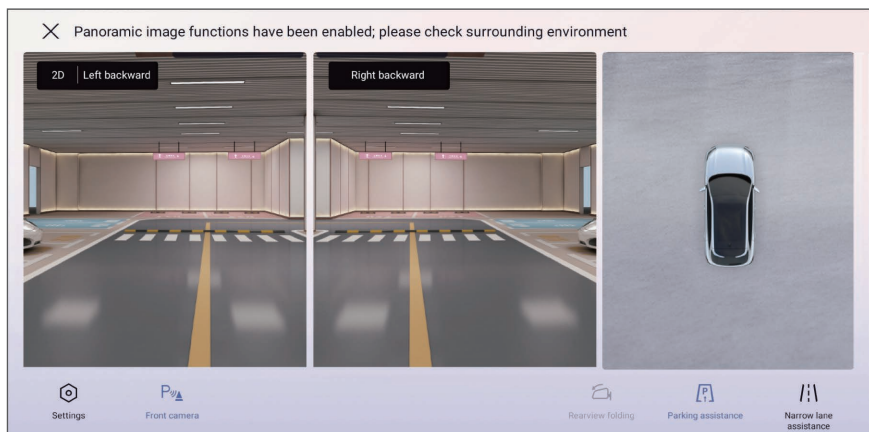 Panoramic image functions have been enabled; please check surrounding environment
2D Left backward
Right backward
Settings
Front camera
Rearview folding
Parking assistance
Narrow lane
assistance